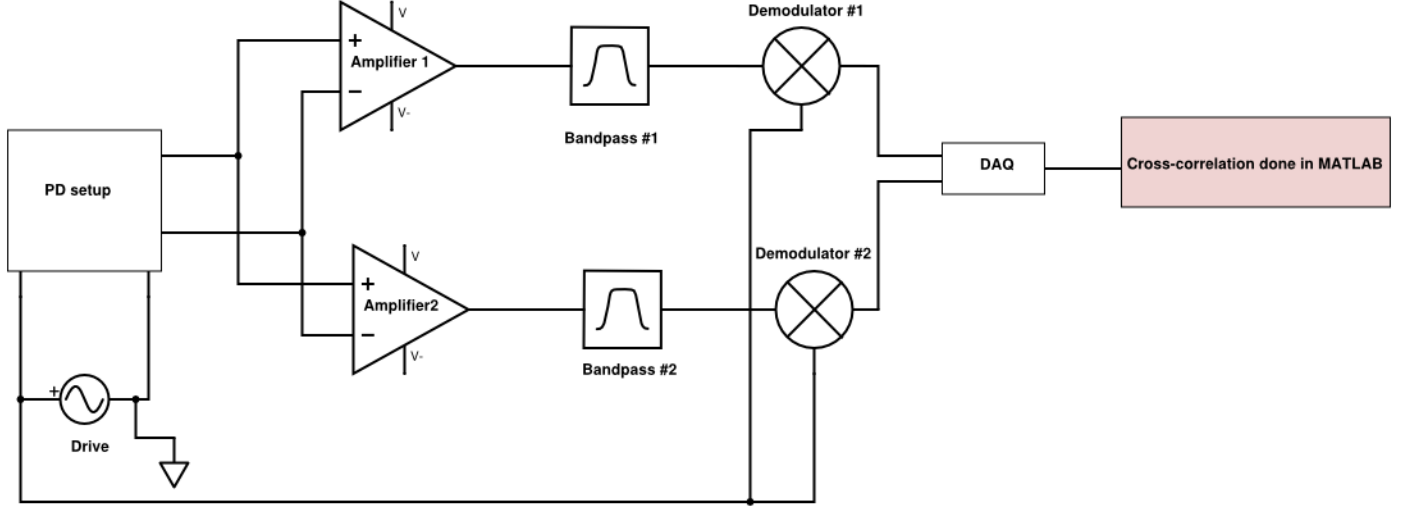 Demodulator #1
V
+
Amplifier 1
−
V-
Bandpass #1
PD setup
DAQ
Cross-correlation done in MATLAB
V
Demodulator #2
+
Amplifier2
−
V-
Bandpass #2
+
Drive